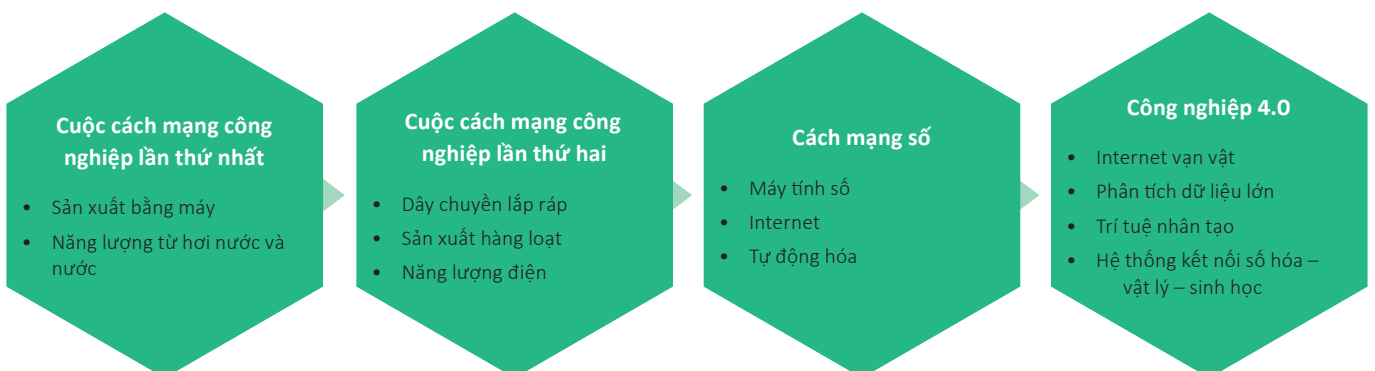 Cuộc cách mạng công
nghiệp lần thứ nhất
• Sản xuất bằng máy
• Năng lượng từ hơi nước và
nước
Cuộc cách mạng công
nghiệp lần thứ hai
• Dây chuyền lắp ráp
• Sản xuất hàng loạt
• Năng lượng điện
Cách mạng số
• Máy tính số
• Internet
• Tự động hóa
Công nghiệp 4.0
• Internet vạn vật
• Phân tích dữ liệu lớn
• Trí tuệ nhân tạo
• Hệ thống kết nối số hóa –
vật lý – sinh học